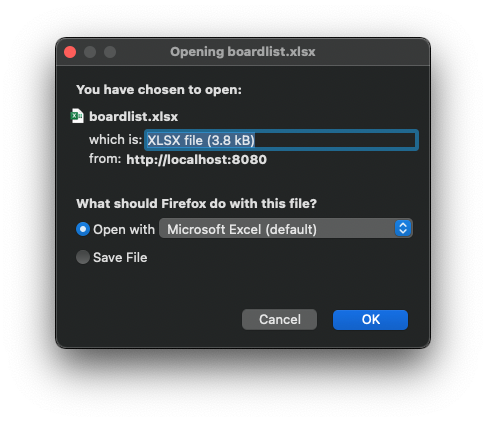 Opening boardlist.xlsx
You have chosen to open:
boardlist.xlsx
which is: XLSX file (3.8 kB)
from: http://localhost:8080
What should Firefox do with this file?
Open with Microsoft Excel (default)
Save File
Cancel OK